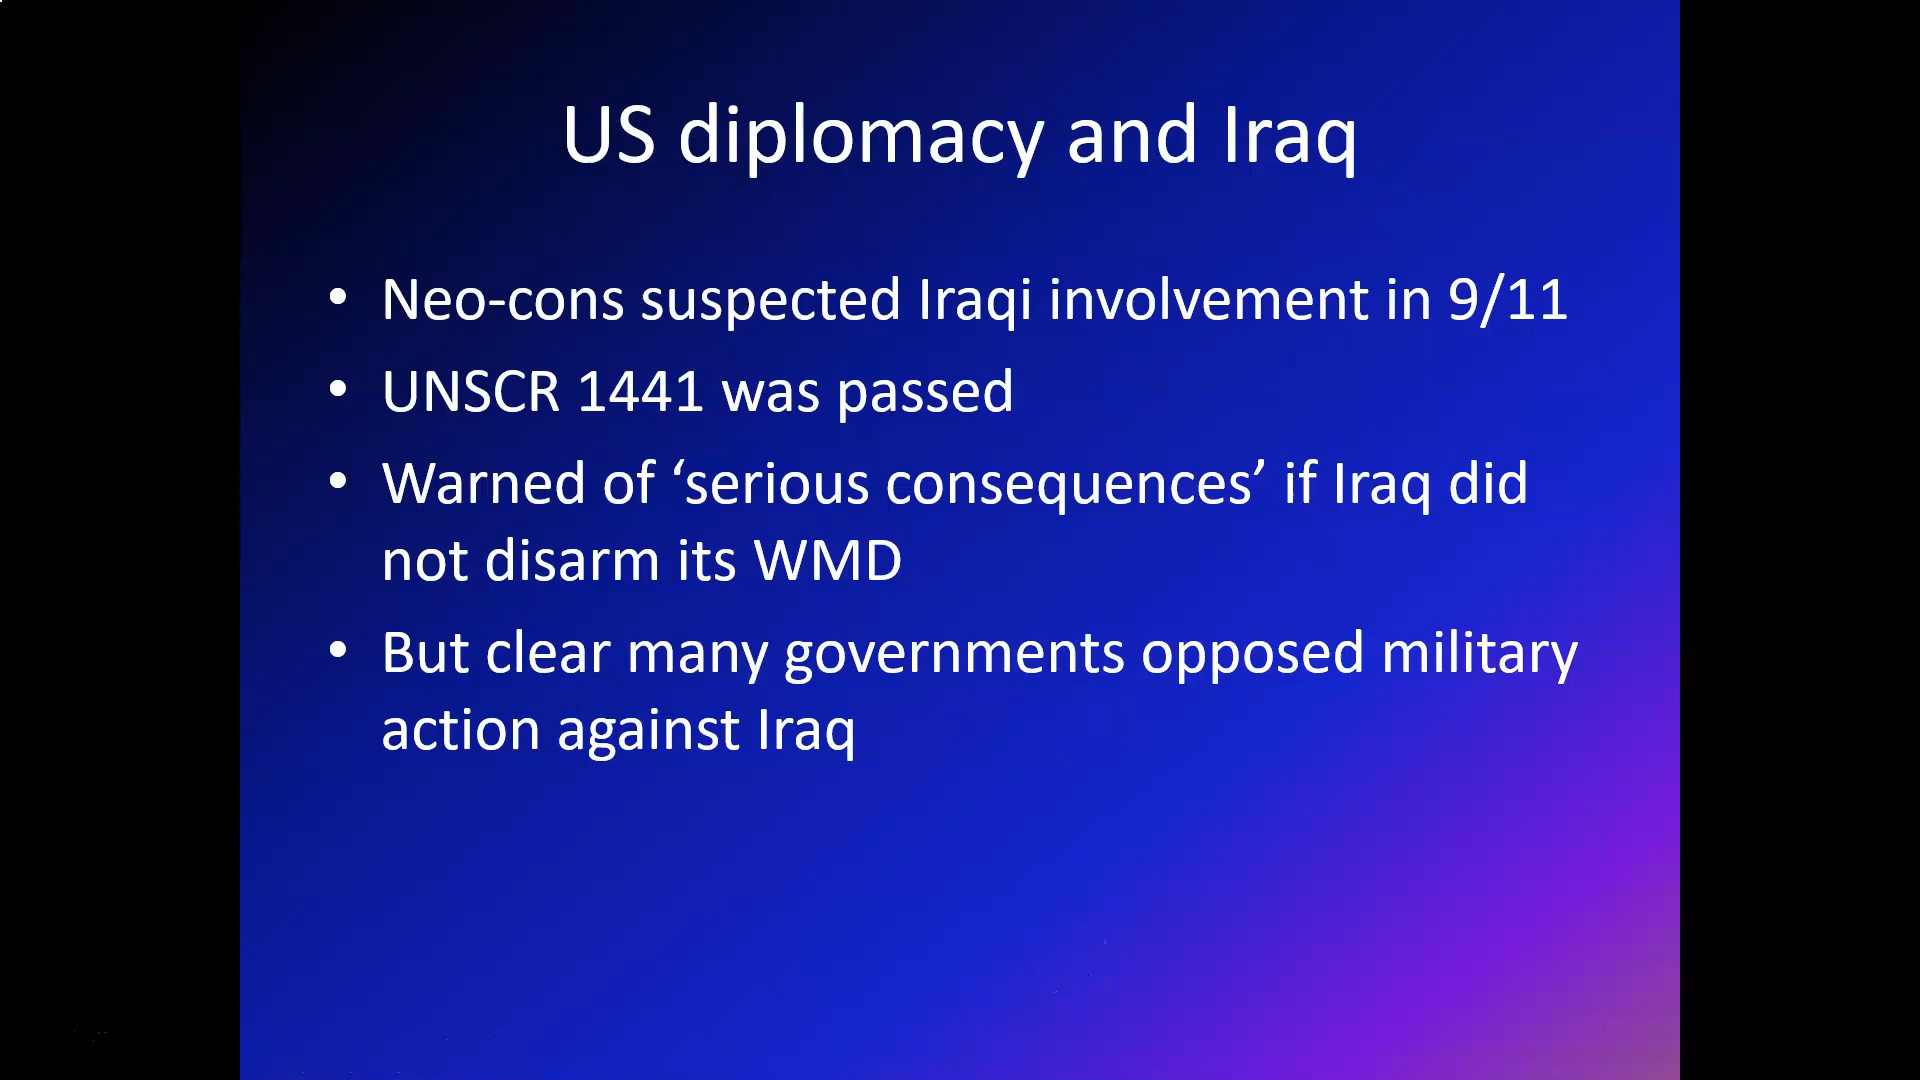 US diplomacy and Iraq
• Neo-cons suspected Iraqi involvement in 9/11
• UNSCR 1441 was passed
• Warned of ‘serious consequences’ if Iraq did
not disarm its WMD
• But clear many governments opposed military
action against Iraq